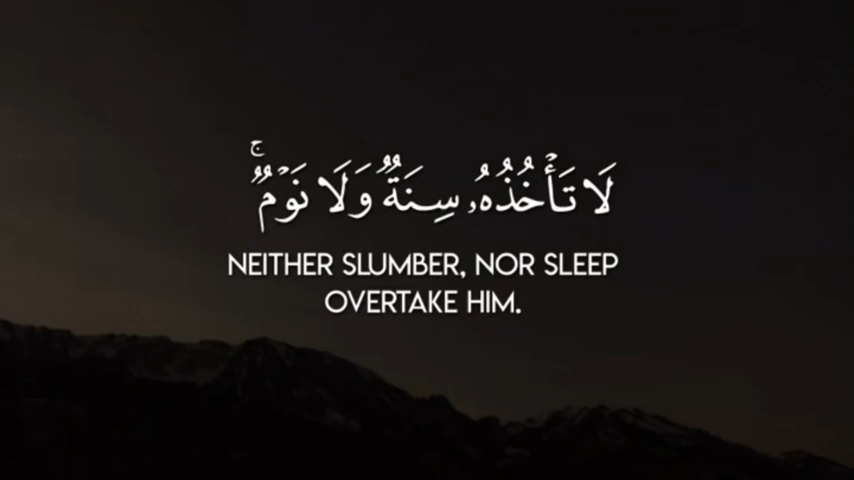 لَا تَأْخُذُهُۥ سِنَةٌ وَلَا نَوْمٌ ۚ
NEITHER SLUMBER, NOR SLEEP
OVERTAKE HIM.